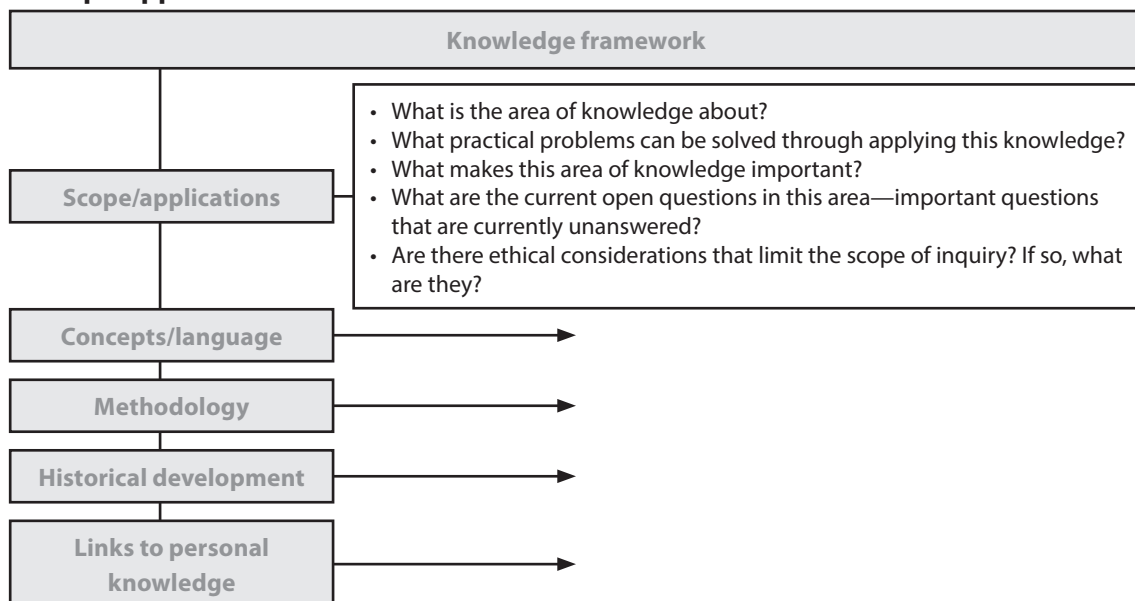 Knowledge framework
• What is the area of knowledge about?
• What practical problems can be solved through applying this knowledge?
• What makes this area of knowledge important?
• What are the current open questions in this area—important questions
that are currently unanswered?
• Are there ethical considerations that limit the scope of inquiry? If so, what
are they?
Scope/applications
Concepts/language
Methodology
Historical development
Links to personal
knowledge